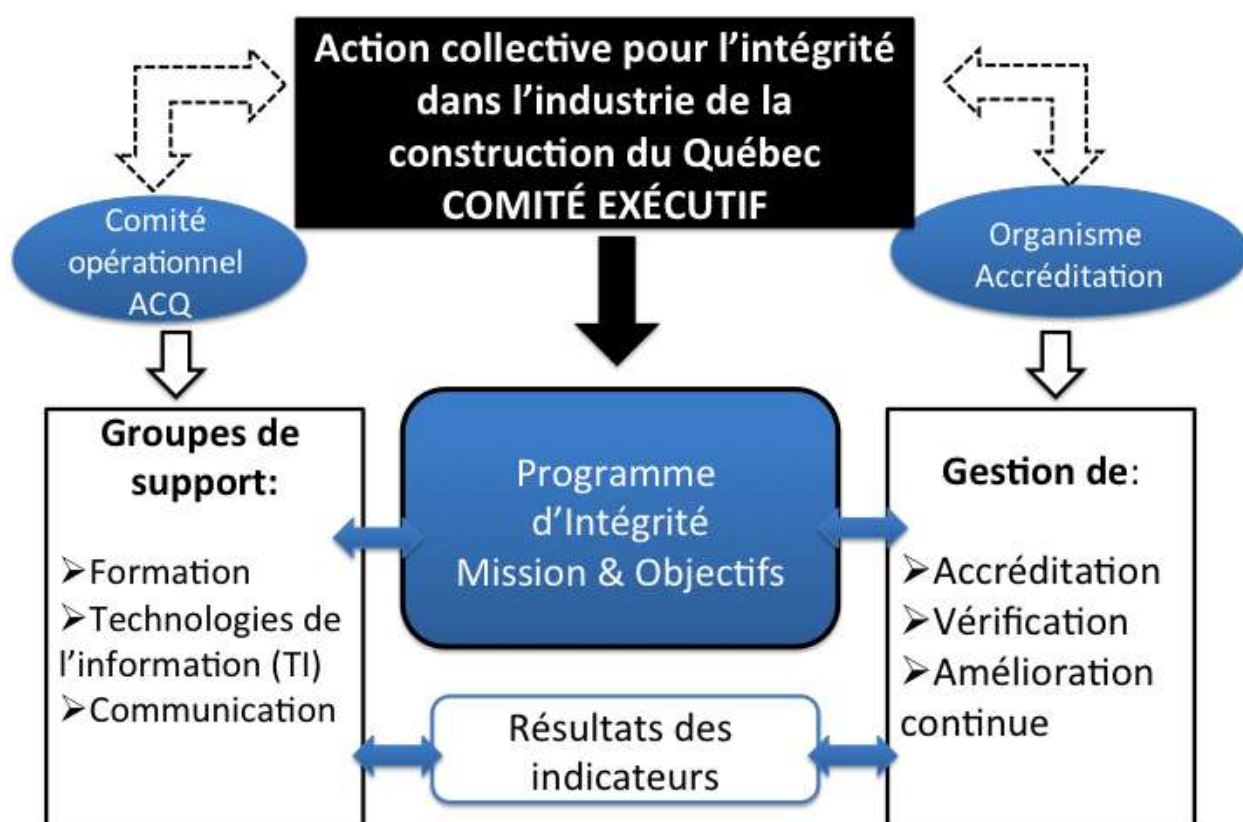 Action collective pour l’intégrité
dans l’industrie de la
construction du Québec
COMITÉ EXÉCUTIF
Comité
opérationnel
ACQ
Organisme
Accréditation
Groupes de
support:
➢Formation
➢Technologies de
l’information (TI)
➢Communication
Programme
d’Intégrité
Mission & Objectifs
Gestion de:
➢Accréditation
➢Vérification
➢Amélioration
continue
Résultats des
indicateurs